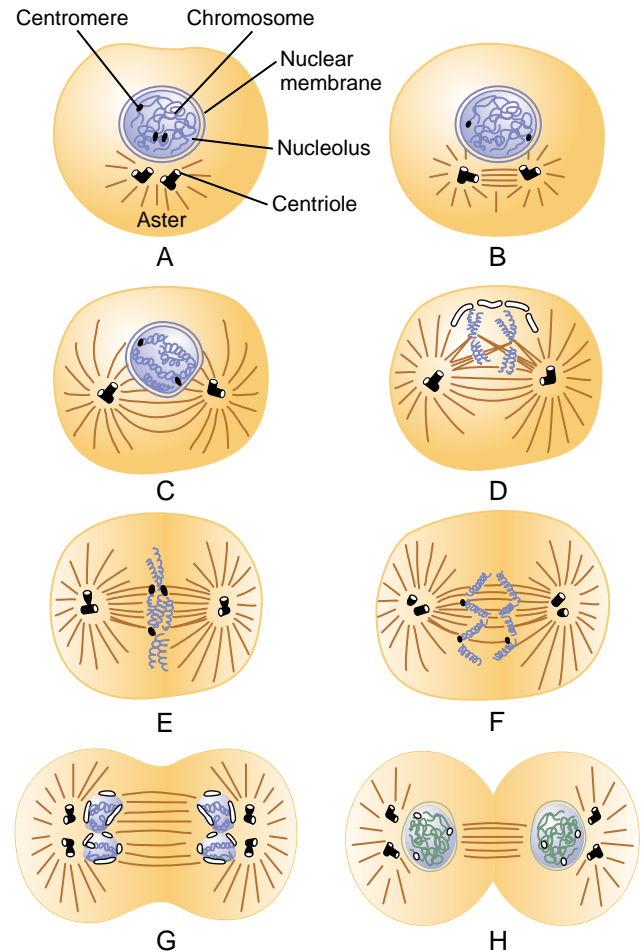 Centromere
Chromosome
Nuclear
membrane
Nucleolus
Centriole
Aster
A
B
C
D
E
F
G
H